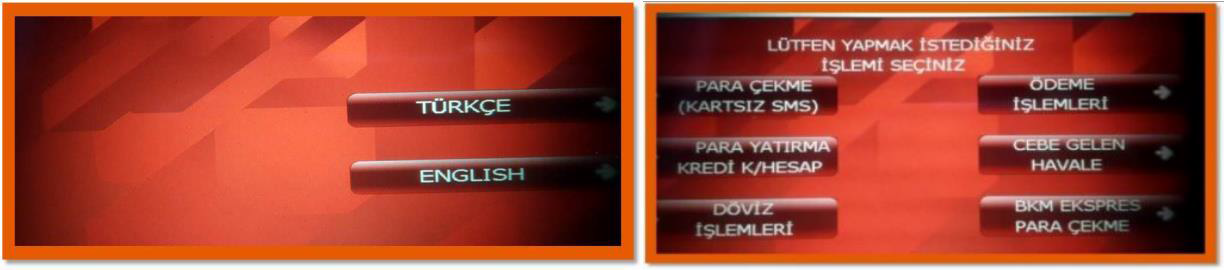 TÜRKÇE
ENGLISH
LÜTFEN YAPMAK İSTEDİĞİNİZ
İŞLEMİ SEÇİNİZ
PARA ÇEKME
(KARTSIZ SMS)
ÖDEME
İŞLEMLERİ
PARA YATIRMA
KREDİ K/HESAP
CEBE GELEN
HAVALE
DÖVİZ
İŞLEMLERİ
BKM EKSPRES
PARA ÇEKME